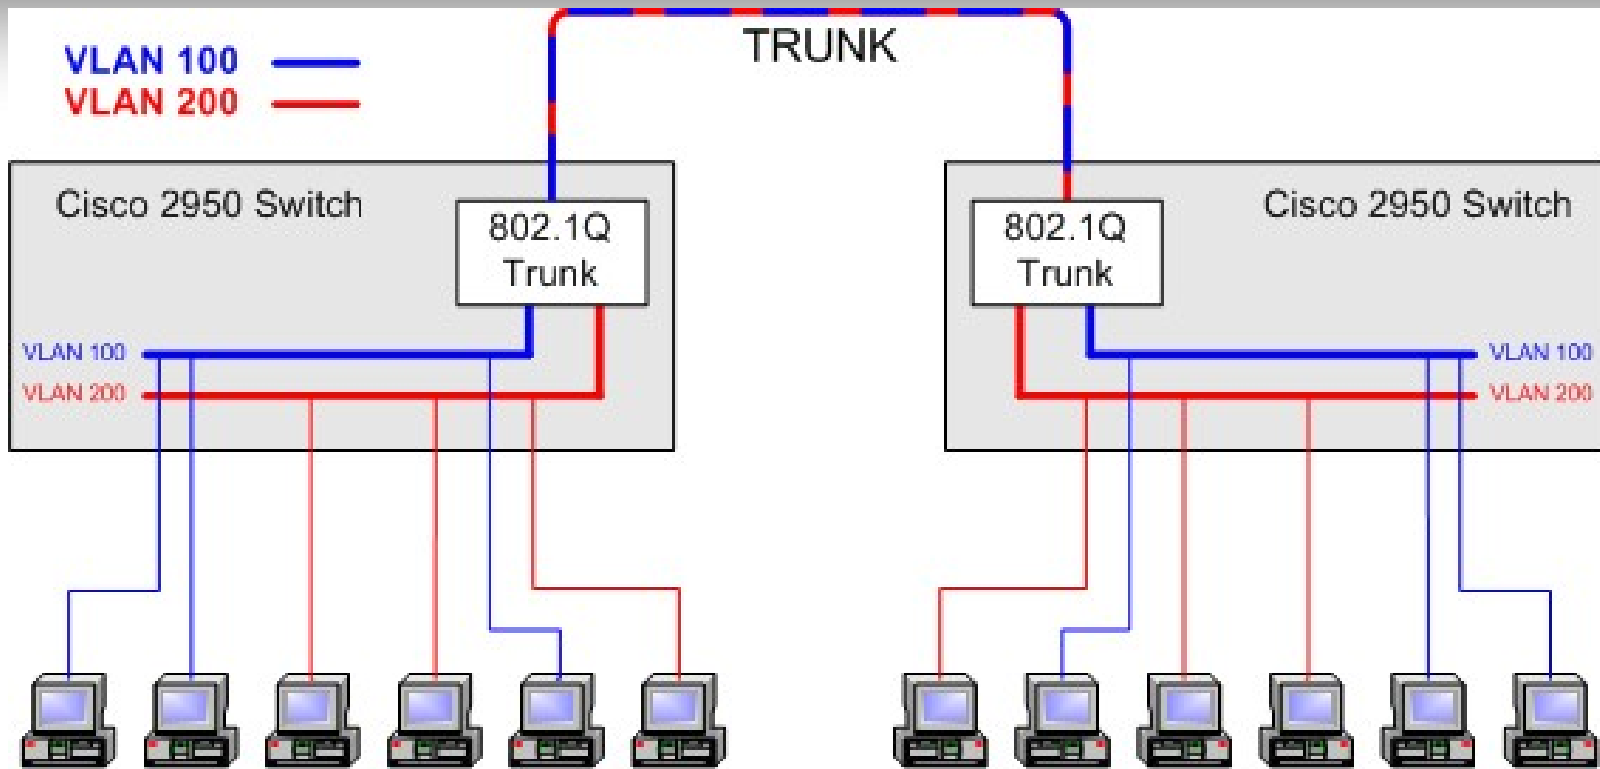 VLAN 100
VLAN 200
TRUNK
Cisco 2950 Switch
802.1Q
Trunk
VLAN 100
VLAN 200
802.1Q
Trunk
Cisco 2950 Switch
VLAN 100
VLAN 200